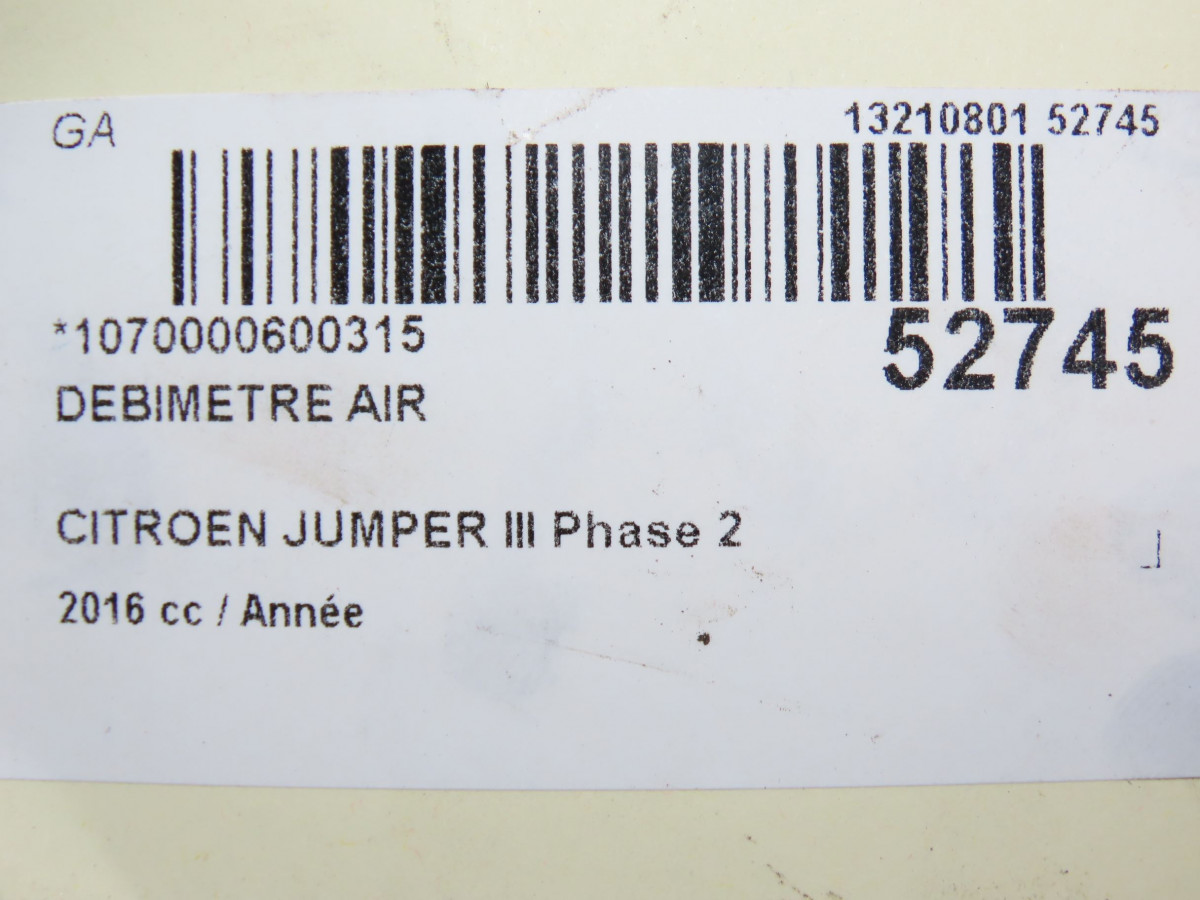 GA
13210801 52745
*1070000600315
52745
DEBIMETRE AIR
CITROEN JUMPER III Phase 2
2016 cc / Année